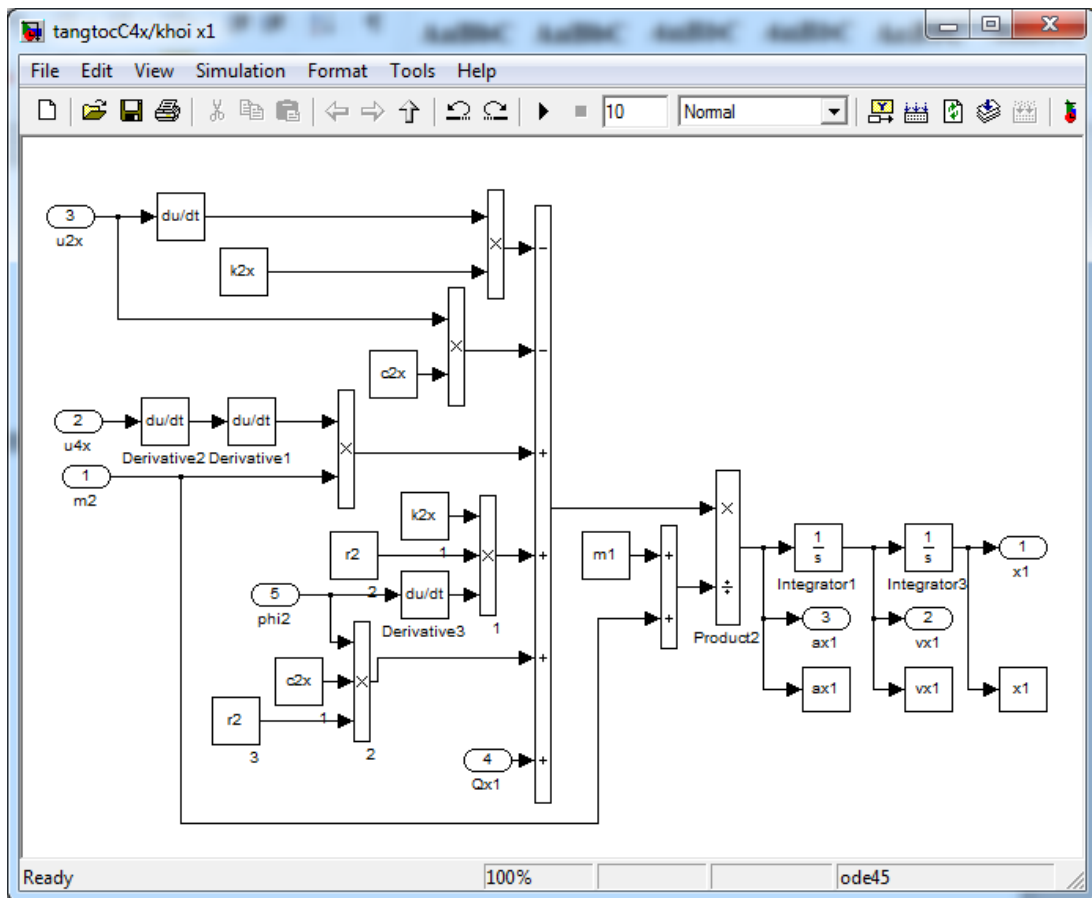 tangtocC4x/khoi x1
File Edit View Simulation Format Tools Help
10 Normal
3
u2x
du/dt
k2x
×
−
c2x
×
−
2
u4x
du/dt
Derivative2
du/dt
Derivative1
1
m2
×
+
k2x
1
r2
2
×
+
5
phi2
du/dt
Derivative3
1
c2x
1
×
+
r2
3
2
4
Qx1
+
m1
+
+
×
÷
Product2
1
s
Integrator1
1
s
Integrator3
1
x1
3
ax1
2
vx1
ax1
vx1
x1
Ready 100% ode45